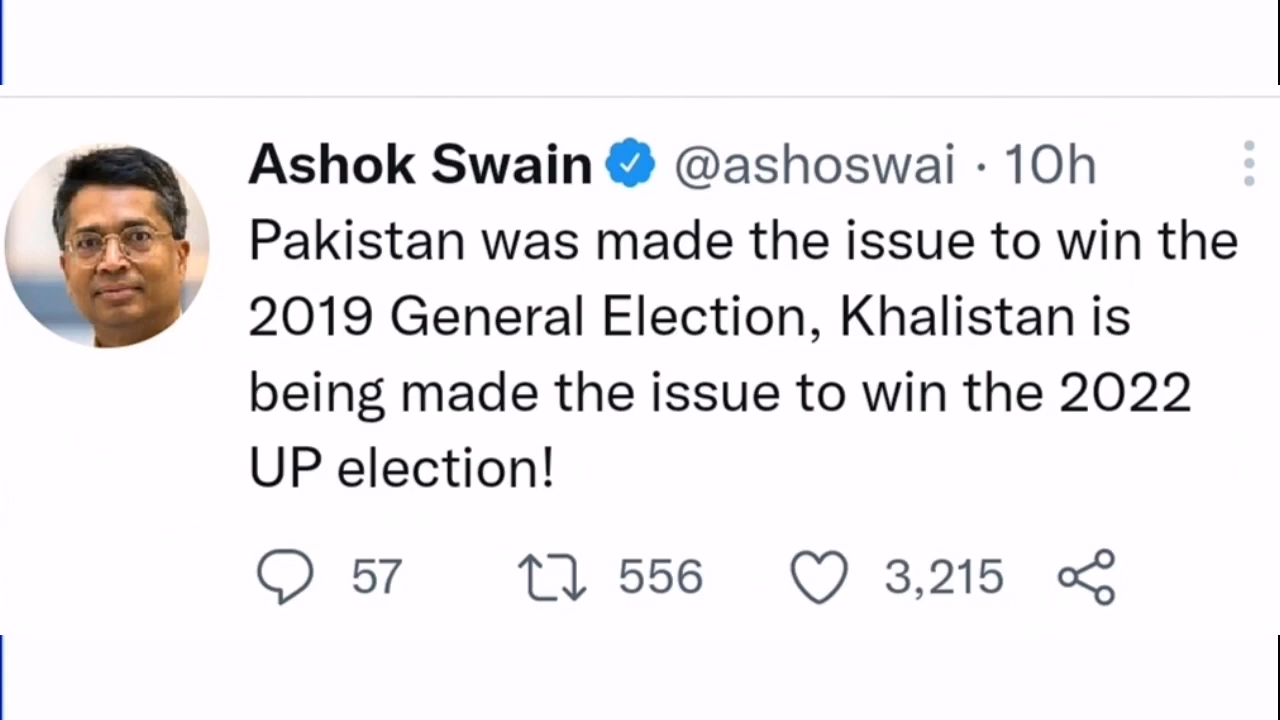 Ashok Swain @ashoswai · 10h
Pakistan was made the issue to win the
2019 General Election, Khalistan is
being made the issue to win the 2022
UP election!
57 556 3,215